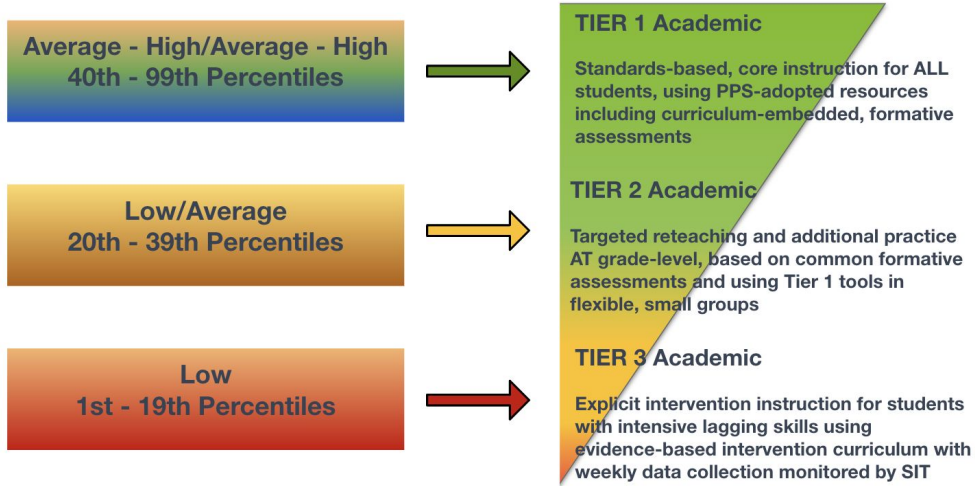 Average - High/Average - High
40th - 99th Percentiles
TIER 1 Academic
Standards-based, core instruction for ALL
students, using PPS-adopted resources
including curriculum-embedded, formative
assessments
Low/Average
20th - 39th Percentiles
TIER 2 Academic
Targeted reteaching and additional practice
AT grade-level, based on common formative
assessments and using Tier 1 tools in
flexible, small groups
Low
1st - 19th Percentiles
TIER 3 Academic
Explicit intervention instruction for students
with intensive lagging skills using
evidence-based intervention curriculum with
weekly data collection monitored by SIT